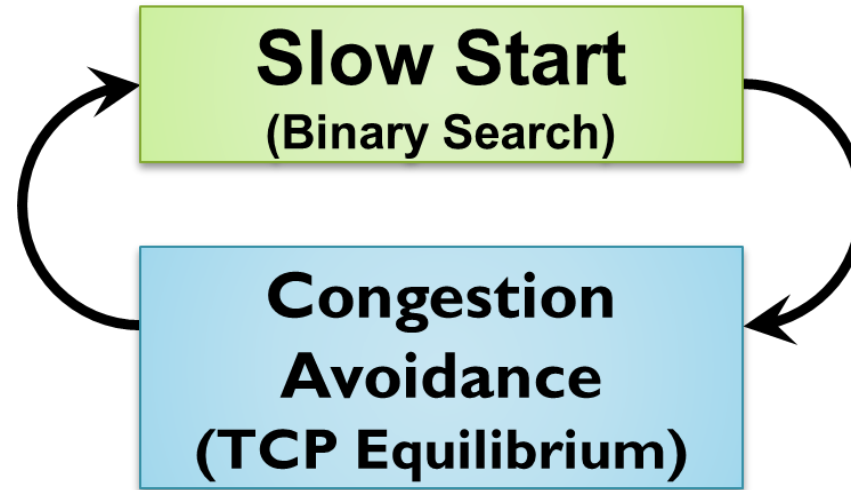 Slow Start
(Binary Search)
Congestion
Avoidance
(TCP Equilibrium)